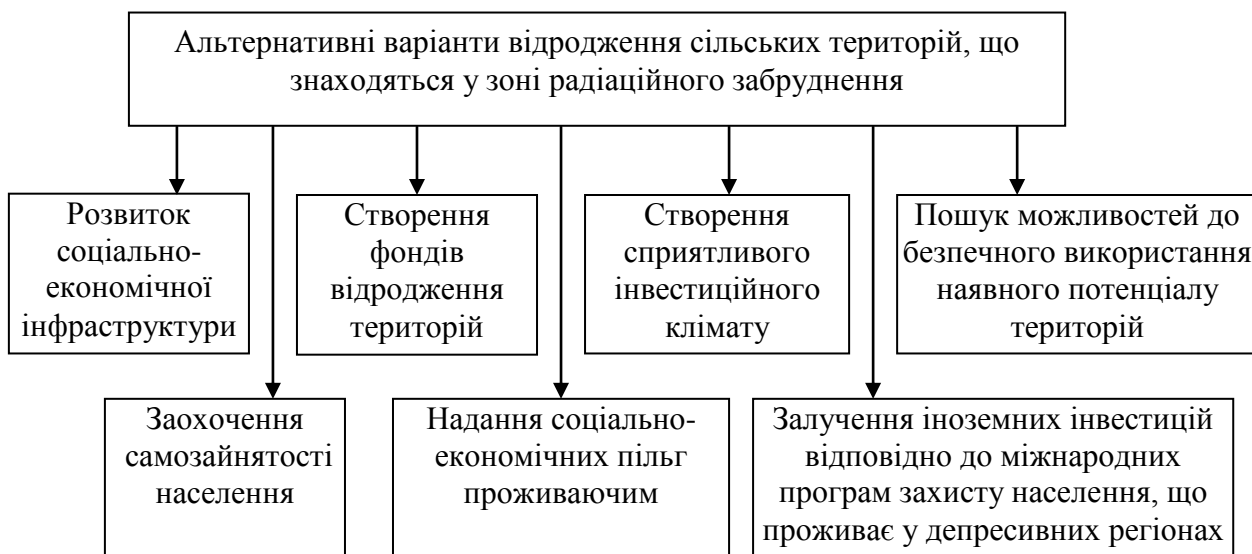 Альтернативні варіанти відродження сільських територій, що
знаходяться у зоні радіаційного забруднення
Розвиток
соціально-
економічної
інфраструктури
Створення
фондів
відродження
територій
Створення
сприятливого
інвестиційного
клімату
Пошук можливостей до
безпечного використання
наявного потенціалу
територій
Заохочення
самозайнятості
населення
Надання соціально-
економічних пільг
проживаючим
Залучення іноземних інвестицій
відповідно до міжнародних
програм захисту населення, що
проживає у депресивних регіонах